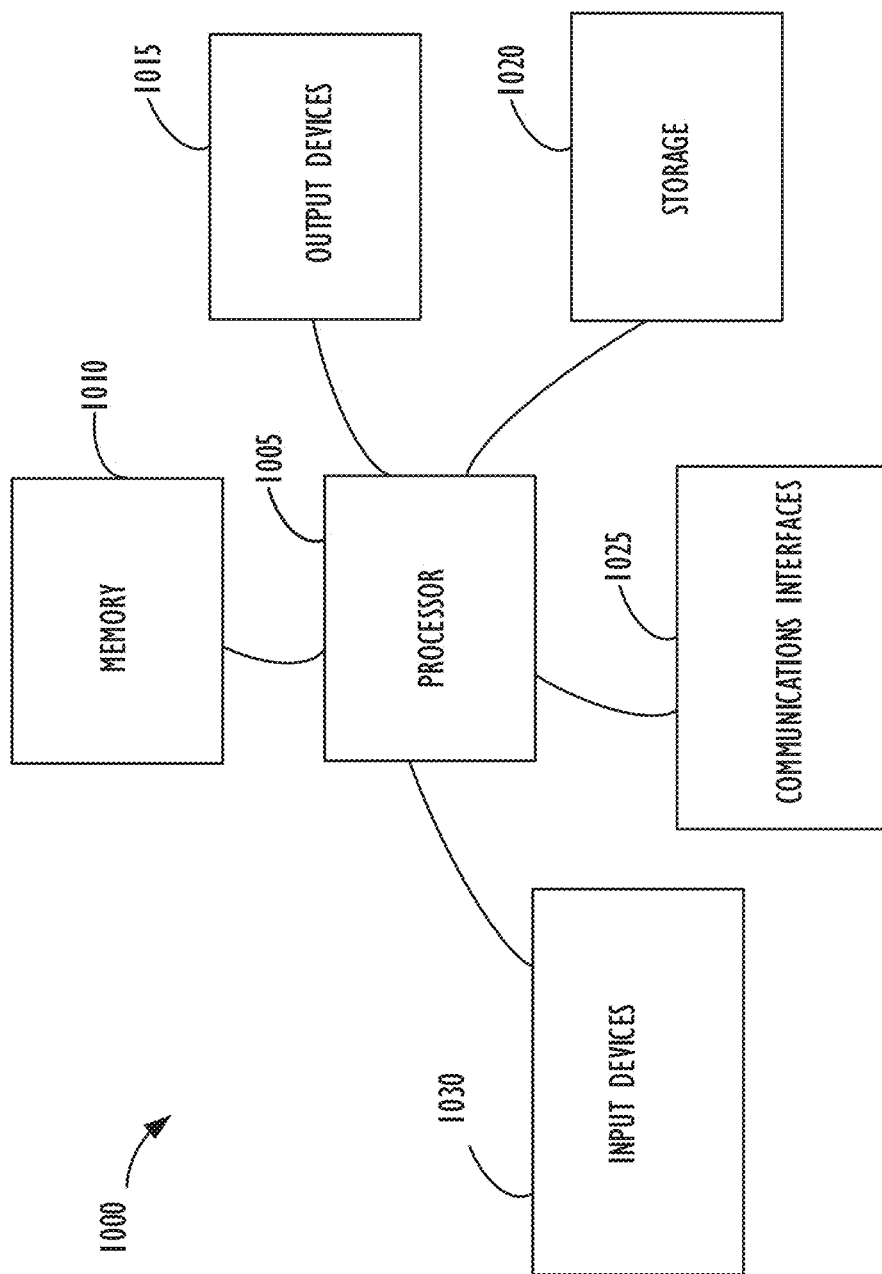 1000
1010
MEMORY
1005
PROCESSOR
1015
OUTPUT DEVICES
1020
STORAGE
1025
COMMUNICATIONS INTERFACES
1030
INPUT DEVICES